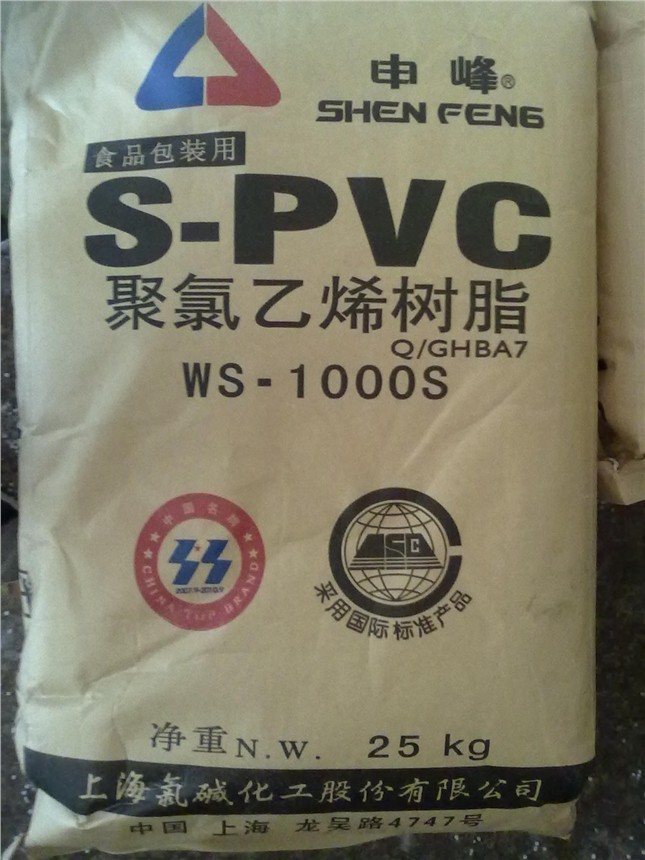 申峰®
SHEN FENG
食品包装用
S-PVC
聚氯乙烯树脂
Q/GHBA7
WS-1000S
中国名牌
CHINA TOP BRAND
采用国际标准产品
净重 N.W. 25 kg
上海氯碱化工股份有限公司
中国 上海 龙吴路4747号